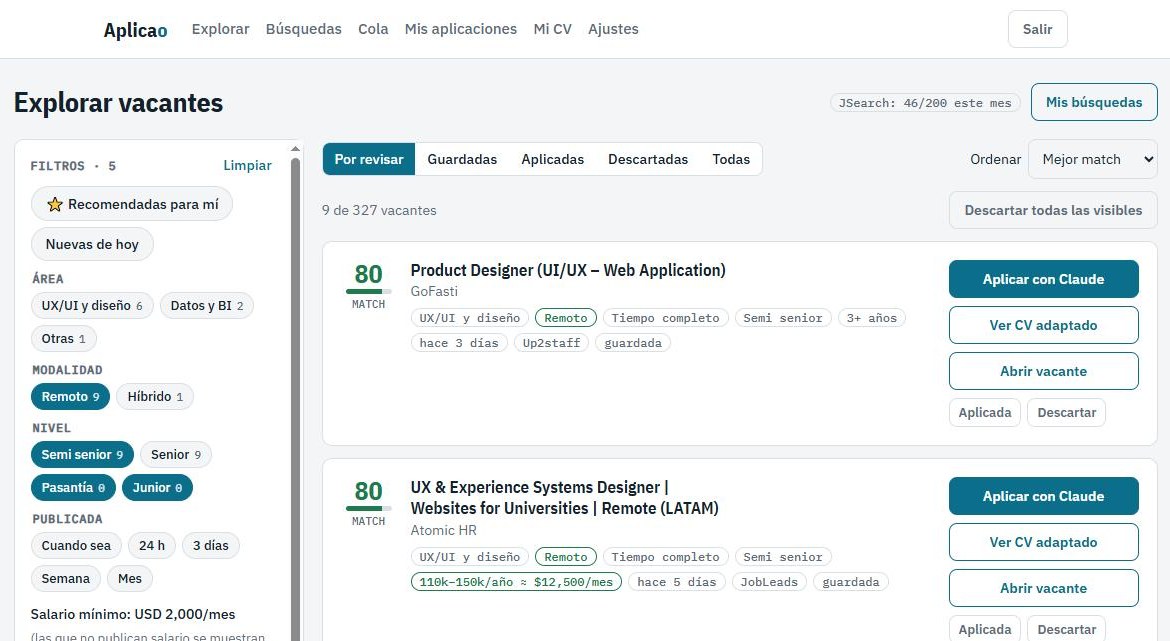 Aplicao
Explorar Búsquedas Cola Mis aplicaciones Mi CV Ajustes
Salir
Explorar vacantes
JSearch: 46/200 este mes
Mis búsquedas
FILTROS · 5
Limpiar
⭐ Recomendadas para mí
Nuevas de hoy
ÁREA
UX/UI y diseño 6
Datos y BI 2
Otras 1
MODALIDAD
Remoto 9
Híbrido 1
NIVEL
Semi senior 9
Senior 9
Pasantía 0
Junior 0
PUBLICADA
Cuando sea
24 h
3 días
Semana
Mes
Salario mínimo: USD 2,000/mes
(las que no publican salario se muestran
Por revisar Guardadas Aplicadas Descartadas Todas
Ordenar Mejor match
9 de 327 vacantes
Descartar todas las visibles
80
MATCH
Product Designer (UI/UX – Web Application)
GoFasti
UX/UI y diseño Remoto Tiempo completo Semi senior 3+ años
hace 3 días Up2staff guardada
Aplicar con Claude
Ver CV adaptado
Abrir vacante
Aplicada Descartar
80
MATCH
UX & Experience Systems Designer |
Websites for Universities | Remote (LATAM)
Atomic HR
UX/UI y diseño Remoto Tiempo completo Semi senior
110k–150k/año ≈ $12,500/mes hace 5 días JobLeads guardada
Aplicar con Claude
Ver CV adaptado
Abrir vacante
Aplicada Descartar